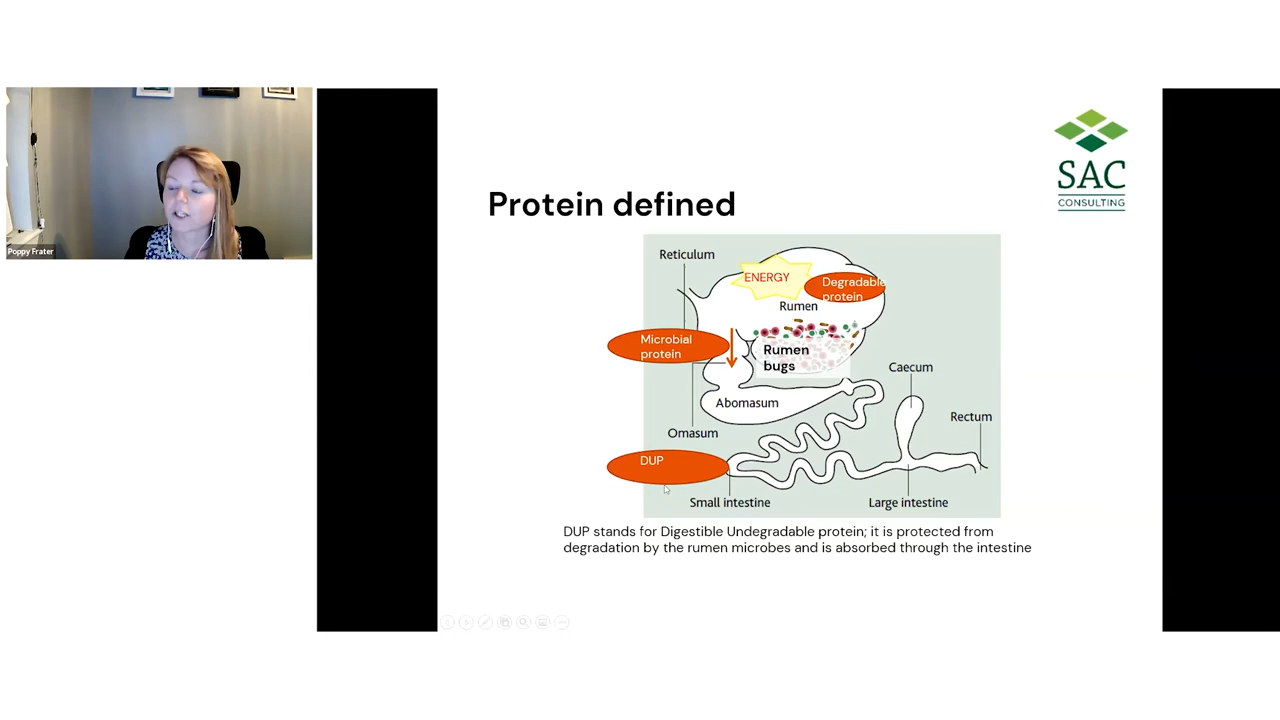 Poppy Frater
SAC
CONSULTING
Protein defined
Reticulum
ENERGY
Degradable
protein
Rumen
Microbial
protein
Rumen
bugs
Caecum
Abomasum
Rectum
Omasum
DUP
Small intestine
Large intestine
DUP stands for Digestible Undegradable protein; it is protected from
degradation by the rumen microbes and is absorbed through the intestine